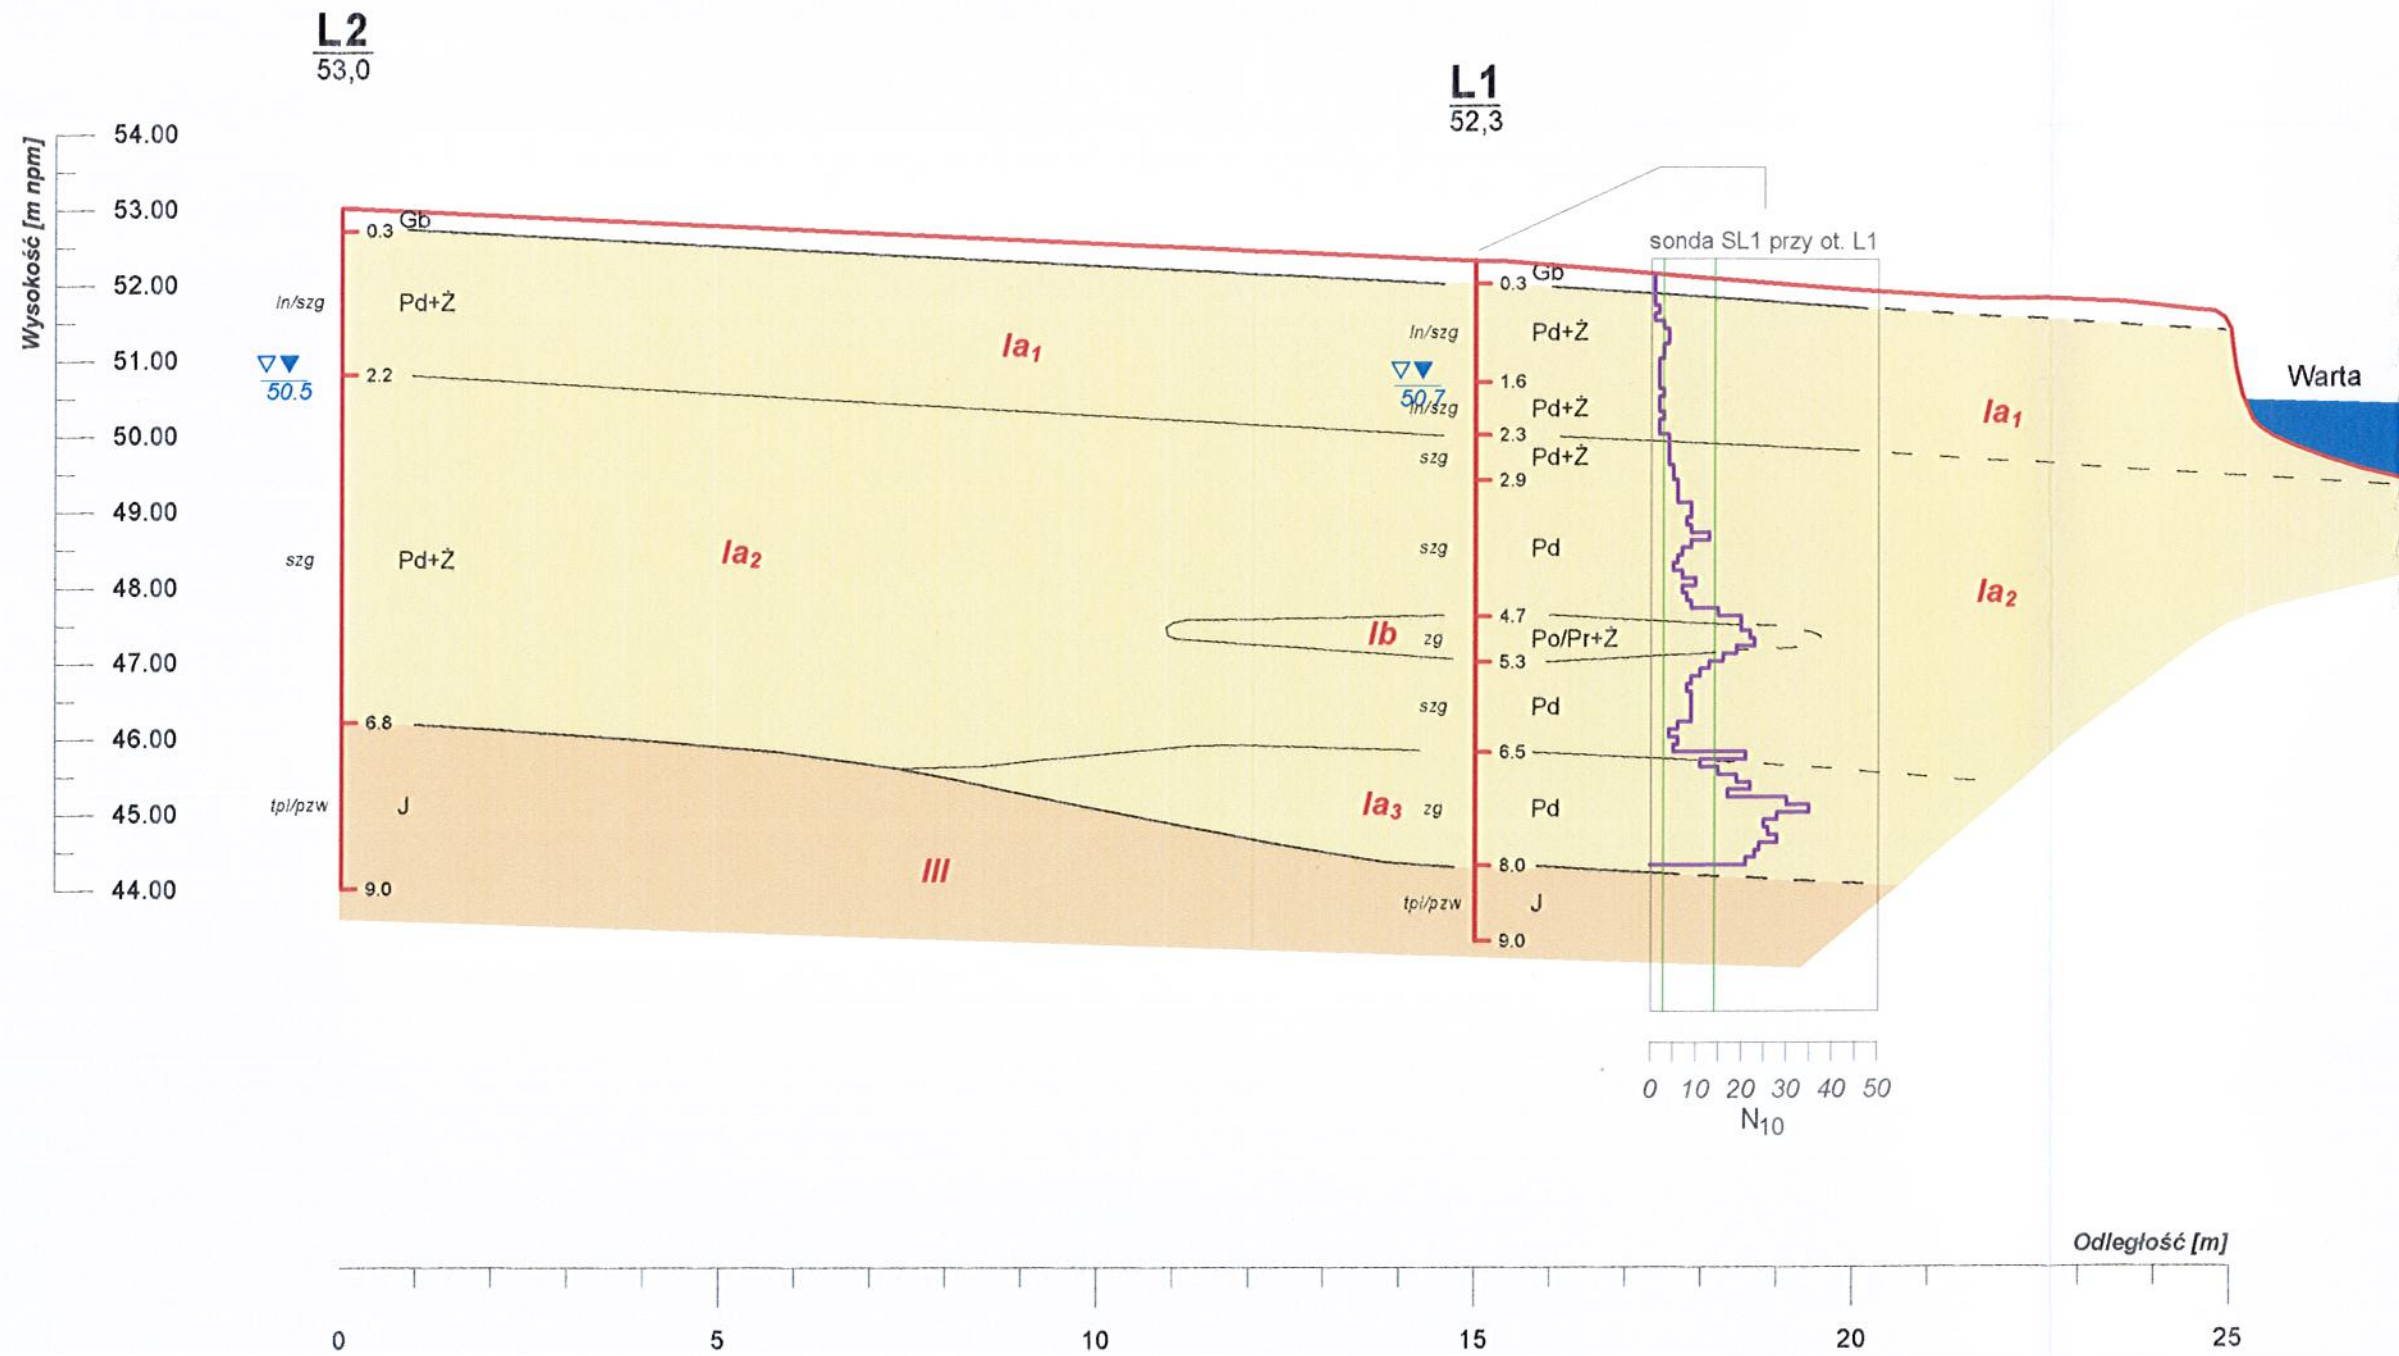 L2
53,0
L1
52,3
Wysokość [m npm]
54.00
53.00
52.00
51.00
50.00
49.00
48.00
47.00
46.00
45.00
44.00
0.3
Gb
ln/szg
Pd+Ż
50.5
2.2
szg
Pd+Ż
6.8
tpl/pzw
J
9.0
Ia1
Ia2
Ib
Ia3
III
0.3
Gb
ln/szg
Pd+Ż
50.7
1.6
ln/szg
Pd+Ż
2.3
szg
Pd+Ż
2.9
szg
Pd
4.7
zg
Po/Pr+Ż
5.3
szg
Pd
6.5
zg
Pd
8.0
tpl/pzw
J
9.0
sonda SL1 przy ot. L1
Ia1
Ia2
Warta
0 10 20 30 40 50
N10
Odległość [m]
0 5 10 15 20 25